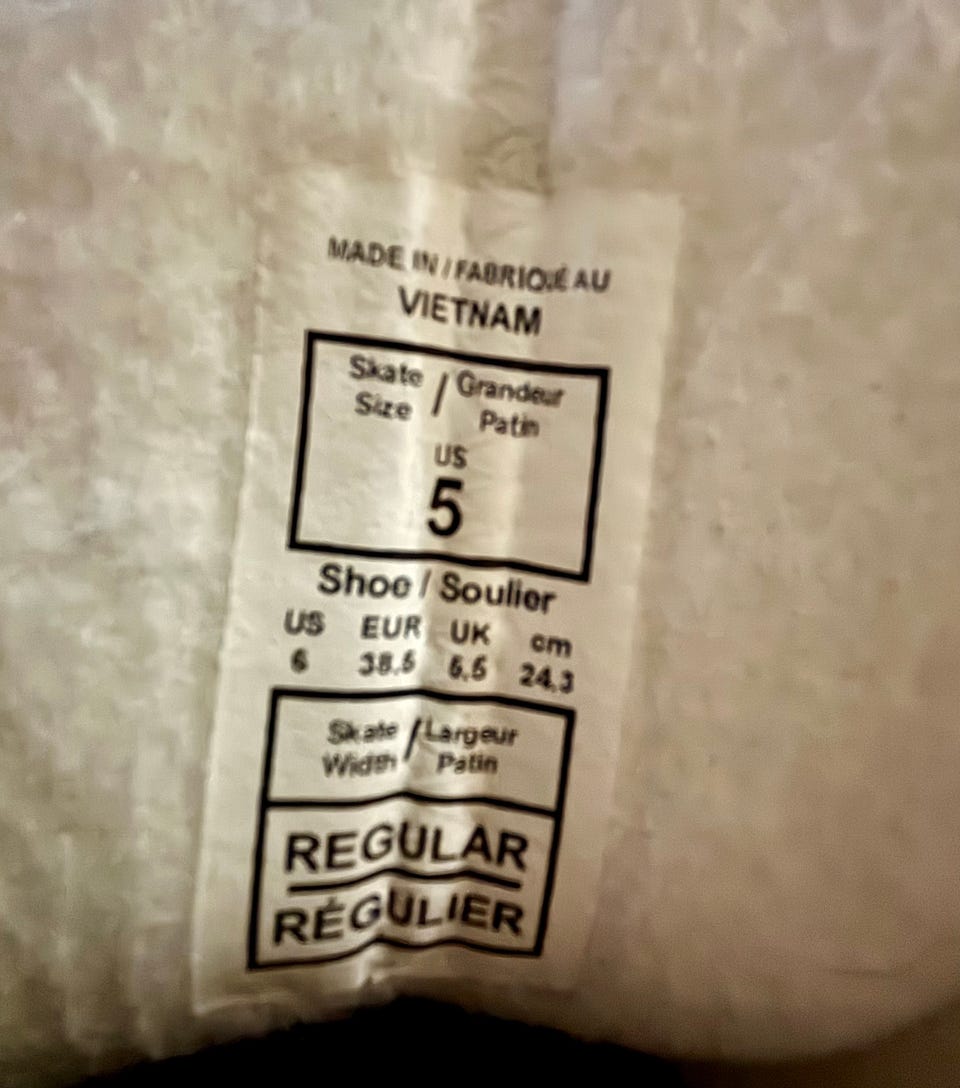 MADE IN / FABRIQUÉ AU
VIETNAM
Skate Size / Grandeur Patin
US
5
Shoe / Soulier
US EUR UK cm
6 38.5 5.5 24.3
Skate Width / Largeur Patin
REGULAR
RÉGULIER